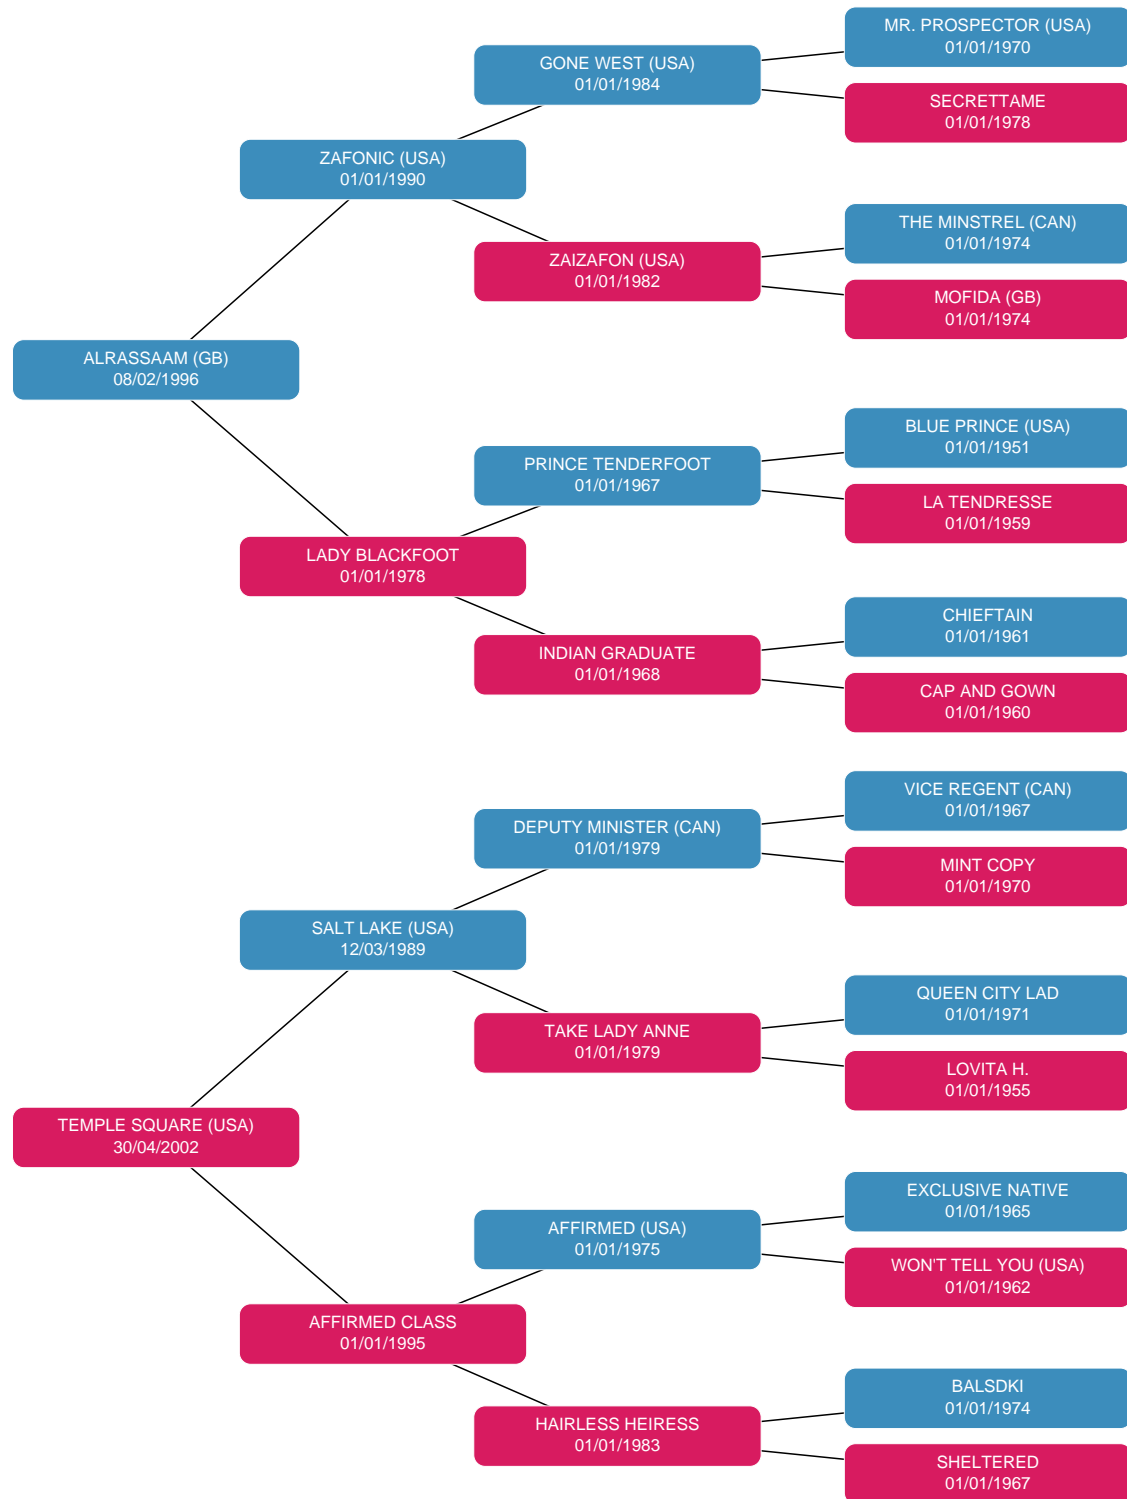 MR. PROSPECTOR (USA)
01/01/1970
GONE WEST (USA)
01/01/1984
SECRETTAME
01/01/1978
ZAFONIC (USA)
01/01/1990
THE MINSTREL (CAN)
01/01/1974
ZAIZAFON (USA)
01/01/1982
MOFIDA (GB)
01/01/1974
ALRASSAAM (GB)
08/02/1996
BLUE PRINCE (USA)
01/01/1951
PRINCE TENDERFOOT
01/01/1967
LA TENDRESSE
01/01/1959
LADY BLACKFOOT
01/01/1978
CHIEFTAIN
01/01/1961
INDIAN GRADUATE
01/01/1968
CAP AND GOWN
01/01/1960
VICE REGENT (CAN)
01/01/1967
DEPUTY MINISTER (CAN)
01/01/1979
MINT COPY
01/01/1970
SALT LAKE (USA)
12/03/1989
QUEEN CITY LAD
01/01/1971
TAKE LADY ANNE
01/01/1979
LOVITA H.
01/01/1955
TEMPLE SQUARE (USA)
30/04/2002
EXCLUSIVE NATIVE
01/01/1965
AFFIRMED (USA)
01/01/1975
WON'T TELL YOU (USA)
01/01/1962
AFFIRMED CLASS
01/01/1995
BALSDKI
01/01/1974
HAIRLESS HEIRESS
01/01/1983
SHELTERED
01/01/1967